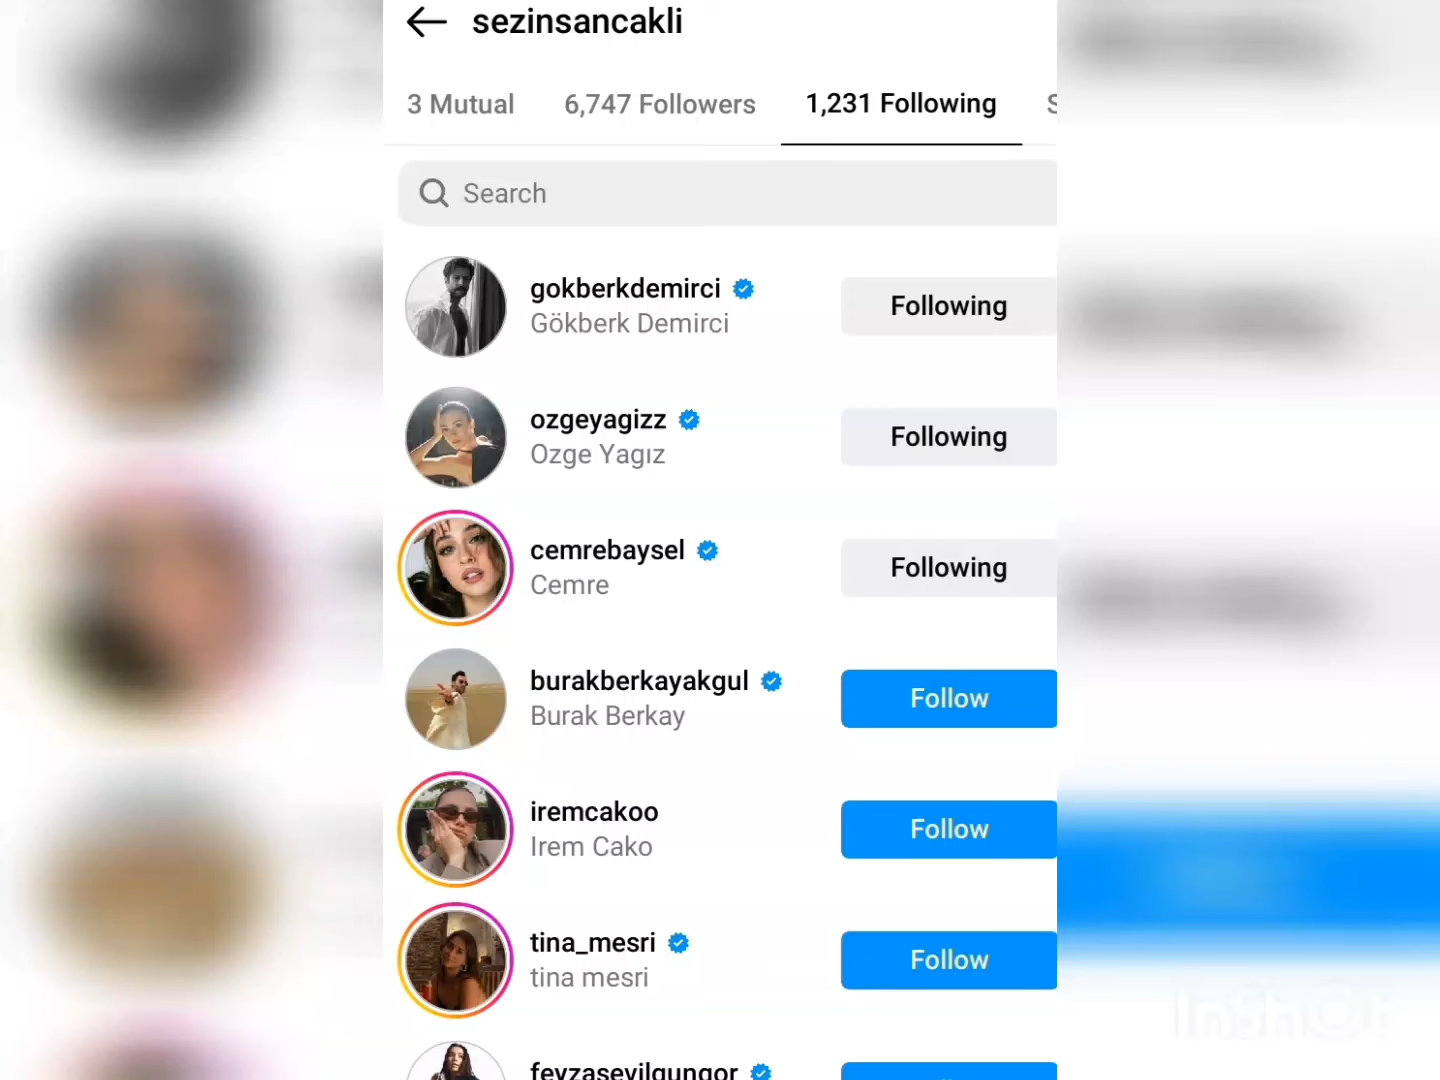 sezinsancakli
3 Mutual 6,747 Followers 1,231 Following S
Search
gokberkdemirci
Gökberk Demirci
Following
ozgeyagizz
Ozge Yagız
Following
cemrebaysel
Cemre
Following
burakberkayakgul
Burak Berkay
Follow
iremcakoo
Irem Cako
Follow
tina_mesri
tina mesri
Follow
feyzasevilgungor
InShOt